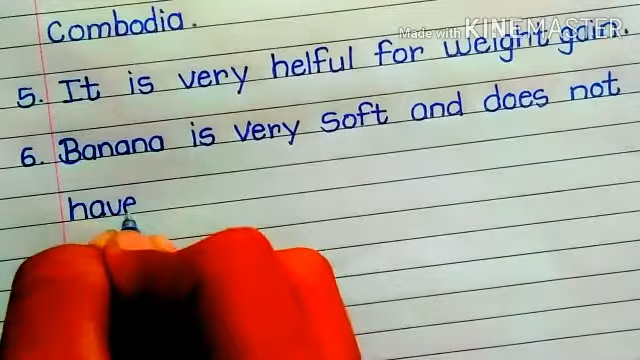 Combodia.
Made with KINEMASTER
5. It is very helful for weight gain.
6. Banana is very soft and does not
have